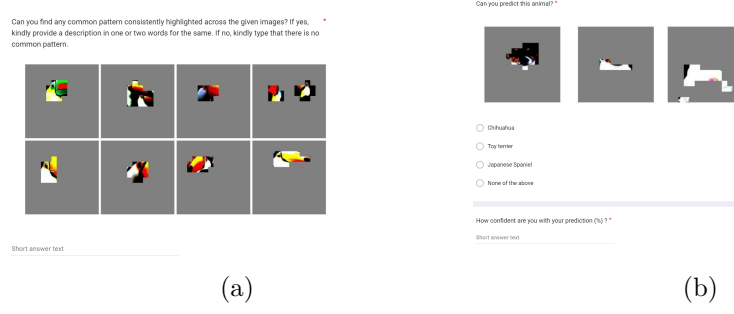 Can you find any common pattern consistently highlighted across the given images? If yes, *
kindly provide a description in one or two words for the same. If no, kindly type that there is no
common pattern.
Short answer text
(a)
Can you predict this animal? *
Chihuahua
Toy terrier
Japanese Spaniel
None of the above
How confident are you with your prediction (%) ? *
Short answer text
(b)